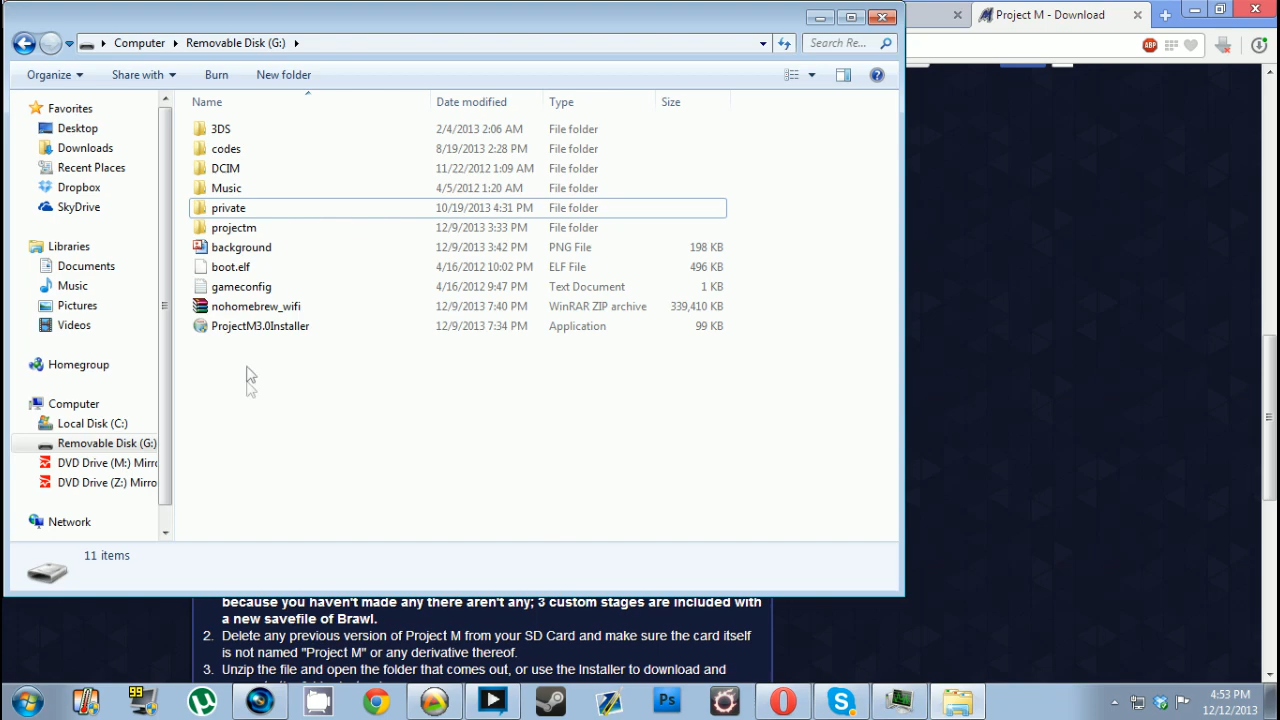 Project M - Download
Computer Removable Disk (G:)
Search Re...
ABP
Organize Share with Burn New folder
Name Date modified Type Size
Favorites
Desktop
Downloads
Recent Places
Dropbox
SkyDrive
Libraries
Documents
Music
Pictures
Videos
Homegroup
Computer
Local Disk (C:)
Removable Disk (G:)
DVD Drive (M:) Mirro
DVD Drive (Z:) Mirro
Network
3DS 2/4/2013 2:06 AM File folder
codes 8/19/2013 2:28 PM File folder
DCIM 11/22/2012 1:09 AM File folder
Music 4/5/2012 1:20 AM File folder
private 10/19/2013 4:31 PM File folder
projectm 12/9/2013 3:33 PM File folder
background 12/9/2013 3:42 PM PNG File 198 KB
boot.elf 4/16/2012 10:02 PM ELF File 496 KB
gameconfig 4/16/2012 9:47 PM Text Document 1 KB
nohomebrew_wifi 12/9/2013 7:40 PM WinRAR ZIP archive 339,410 KB
ProjectM3.0Installer 12/9/2013 7:34 PM Application 99 KB
11 items
because you haven't made any there aren't any; 3 custom stages are included with
a new savefile of Brawl.
2. Delete any previous version of Project M from your SD Card and make sure the card itself
is not named "Project M" or any derivative thereof.
3. Unzip the file and open the folder that comes out, or use the Installer to download and
99
Ps
4:53 PM
12/12/2013